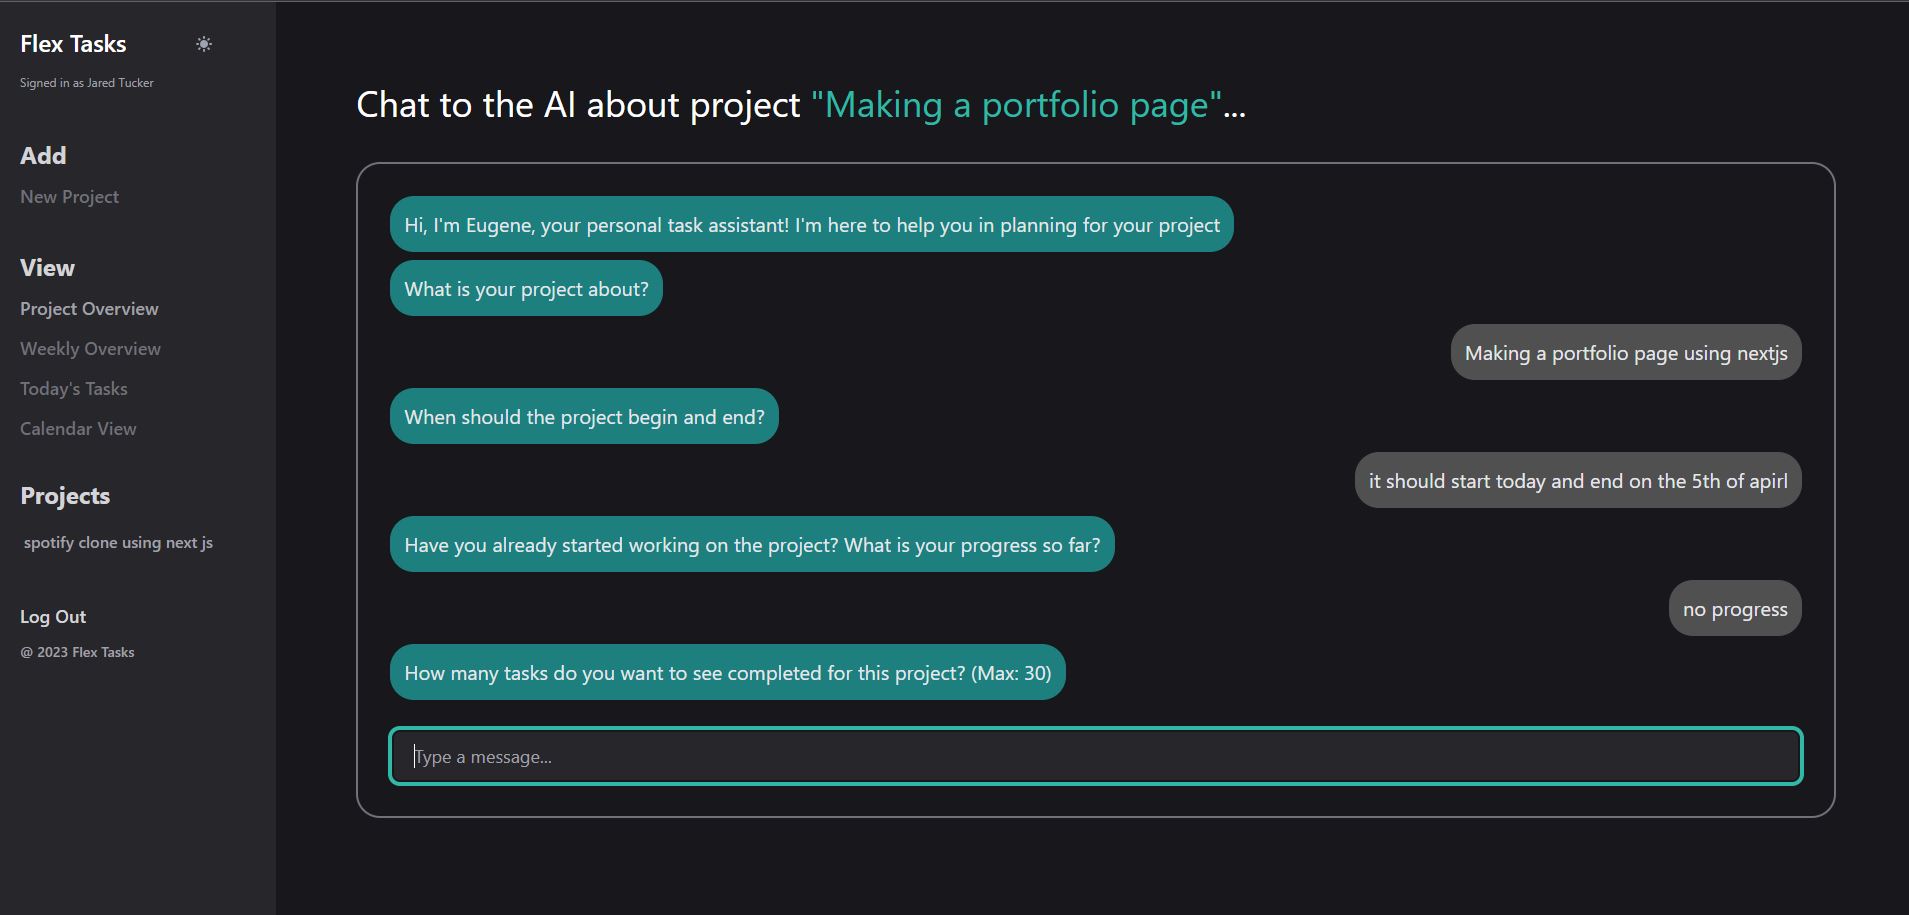 Flex Tasks
Signed in as Jared Tucker
Add
New Project
View
Project Overview
Weekly Overview
Today's Tasks
Calendar View
Projects
spotify clone using next js
Log Out
@ 2023 Flex Tasks
Chat to the AI about project "Making a portfolio page"...
Hi, I'm Eugene, your personal task assistant! I'm here to help you in planning for your project
What is your project about?
Making a portfolio page using nextjs
When should the project begin and end?
it should start today and end on the 5th of apirl
Have you already started working on the project? What is your progress so far?
no progress
How many tasks do you want to see completed for this project? (Max: 30)
Type a message...